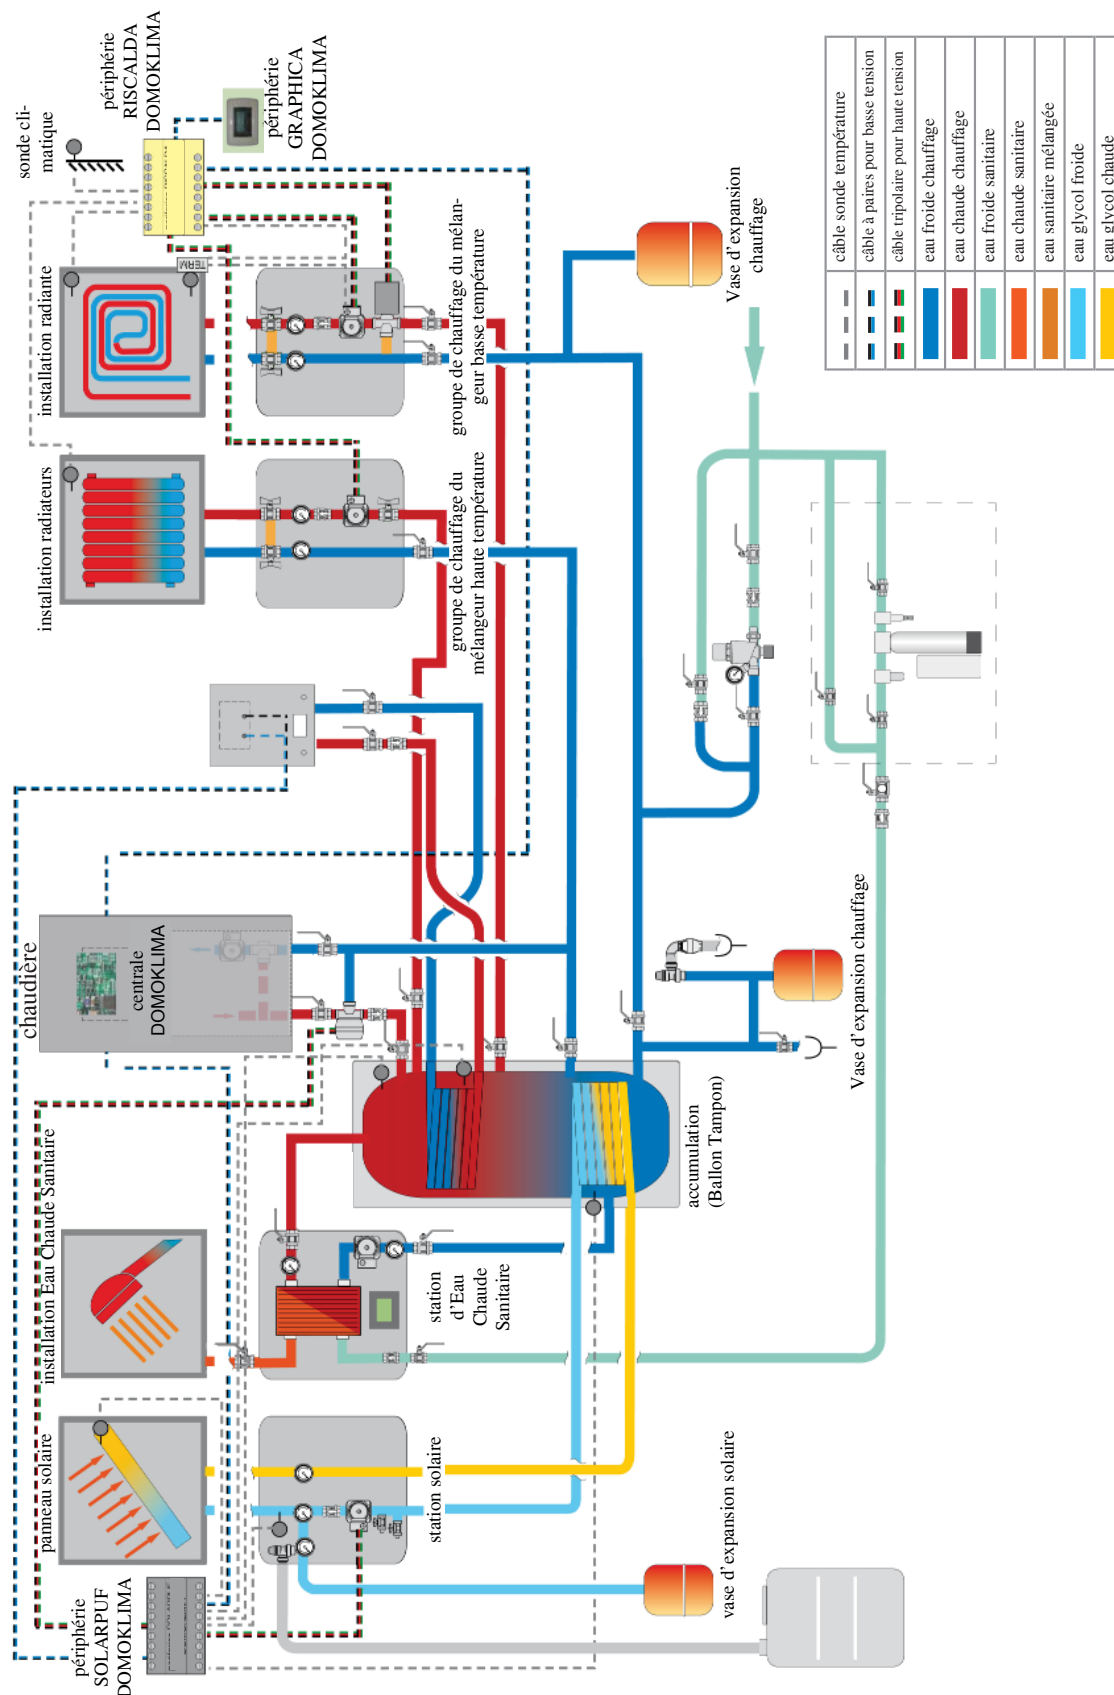 périphérie
SOLARPUF
DOMOKLIMA
panneau solaire
installation Eau Chaude Sanitaire
chaudière
centrale
DOMOKLIMA
installation radiateurs
installation radiante
sonde cli-
matique
périphérie
RISCALDA
DOMOKLIMA
périphérie
GRAPHICA
DOMOKLIMA
TERM
station solaire
station
d'Eau
Chaude
Sanitaire
groupe de chauffage du
mélangeur haute température
groupe de chauffage du mélan-
geur basse température
vase d'expansion solaire
accumulation
(Ballon Tampon)
Vase d'expansion chauffage
Vase d'expansion
chauffage
câble sonde température
câble à paires pour basse tension
câble tripolaire pour haute tension
eau froide chauffage
eau chaude chauffage
eau froide sanitaire
eau chaude sanitaire
eau sanitaire mélangée
eau glycol froide
eau glycol chaude